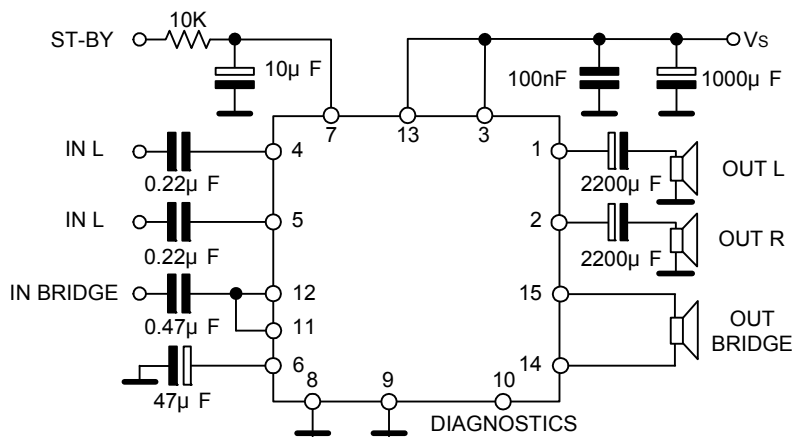 10K
ST-BY
Vs
10µ F
100nF
1000µ F
7
13
3
IN L
4
1
0.22µ F
2200µ F
OUT L
IN L
5
2
0.22µ F
2200µ F
OUT R
IN BRIDGE
12
15
0.47µ F
11
OUT
BRIDGE
6
14
47µ F
8
9
10
DIAGNOSTICS